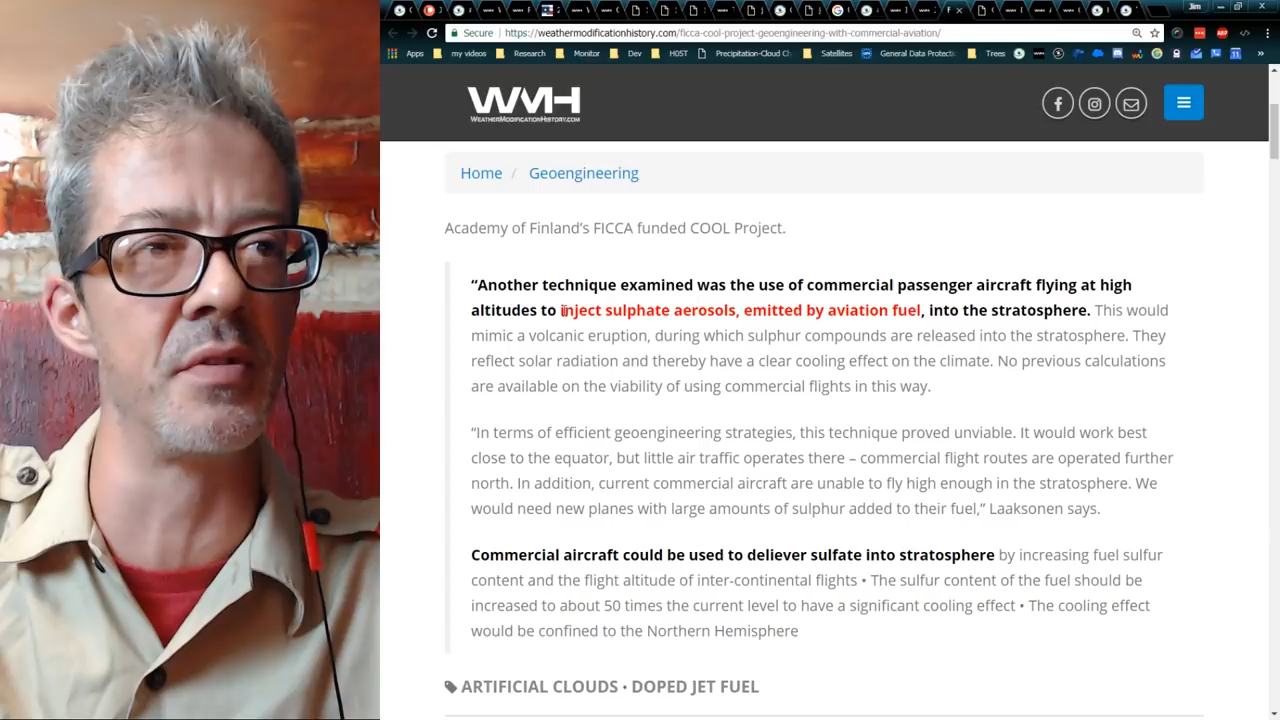 Jim
Secure
https://weathermodificationhistory.com/ficca-cool-project-geoengineering-with-commercial-aviation/
Apps
my videos
Research
Monitor
Dev
H0ST
Precipitation-Cloud Ch
Satellites
General Data Protectio
Trees
WMH
WEATHERMODIFICATIONHISTORY.COM
Home / Geoengineering
Academy of Finland’s FICCA funded COOL Project.
“Another technique examined was the use of commercial passenger aircraft flying at high
altitudes to inject sulphate aerosols, emitted by aviation fuel, into the stratosphere. This would
mimic a volcanic eruption, during which sulphur compounds are released into the stratosphere. They
reflect solar radiation and thereby have a clear cooling effect on the climate. No previous calculations
are available on the viability of using commercial flights in this way.
“In terms of efficient geoengineering strategies, this technique proved unviable. It would work best
close to the equator, but little air traffic operates there – commercial flight routes are operated further
north. In addition, current commercial aircraft are unable to fly high enough in the stratosphere. We
would need new planes with large amounts of sulphur added to their fuel,” Laaksonen says.
Commercial aircraft could be used to deliever sulfate into stratosphere by increasing fuel sulfur
content and the flight altitude of inter-continental flights • The sulfur content of the fuel should be
increased to about 50 times the current level to have a significant cooling effect • The cooling effect
would be confined to the Northern Hemisphere
ARTIFICIAL CLOUDS • DOPED JET FUEL